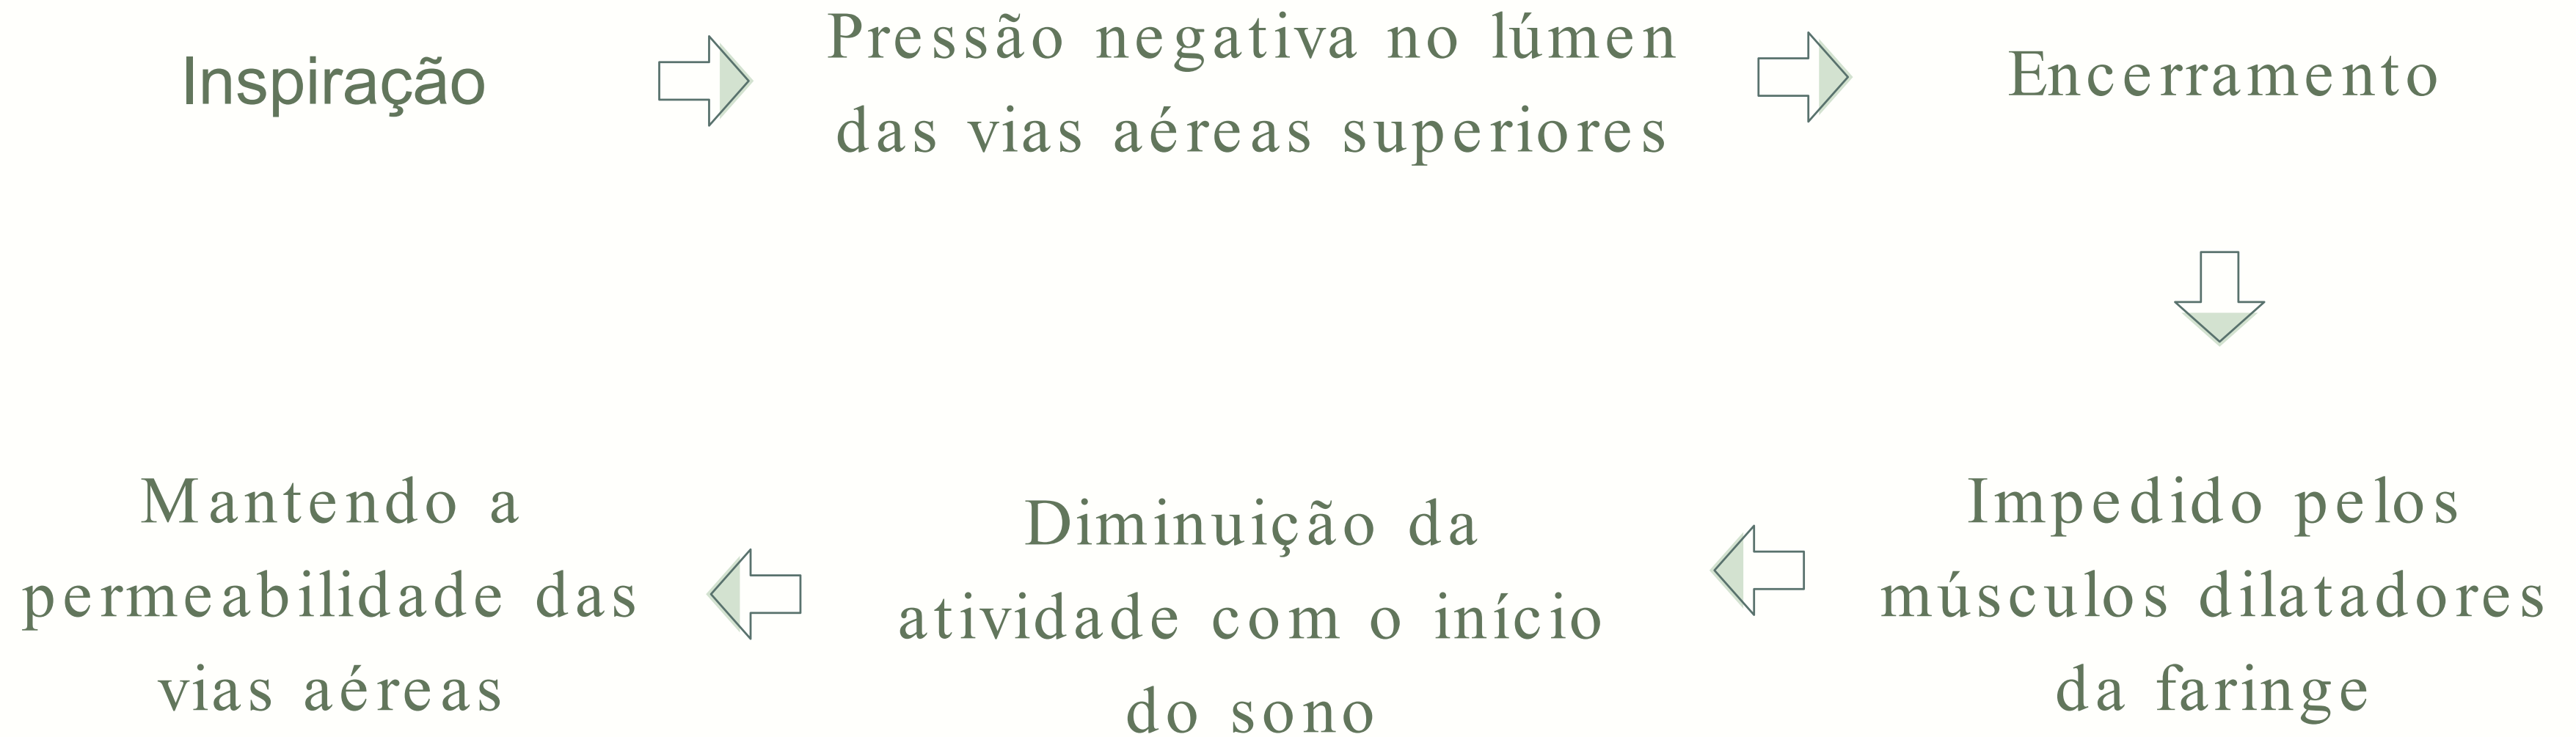 Inspiração
Pressão negativa no lúmen
das vias aéreas superiores
Encerramento
Impedido pelos
músculos dilatadores
da faringe
Diminuição da
atividade com o início
do sono
Mantendo a
permeabilidade das
vias aéreas